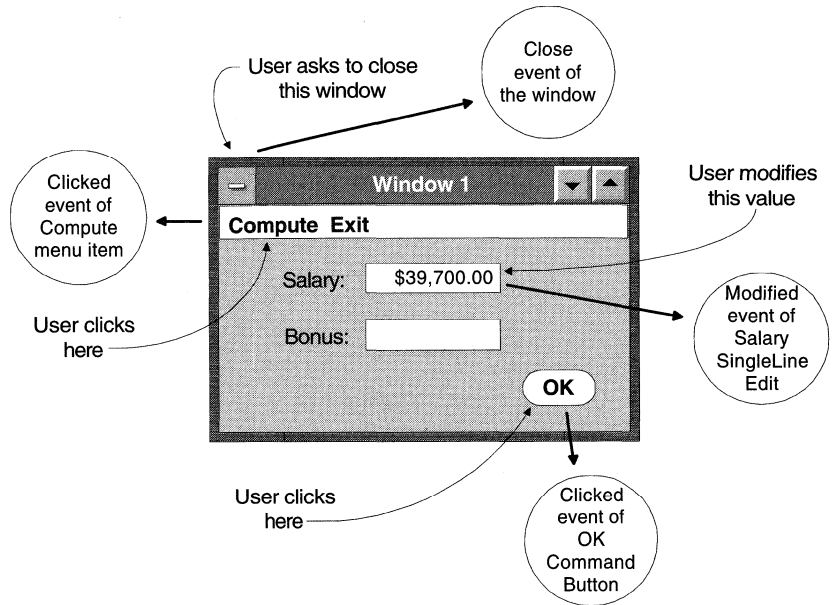 User asks to close
this window
Close
event of
the window
Clicked
event of
Compute
menu item
Window 1
User modifies
this value
Compute Exit
Salary: $39,700.00
User clicks
here
Bonus:
Modified
event of
Salary
SingleLine
Edit
OK
User clicks
here
Clicked
event of
OK
Command
Button